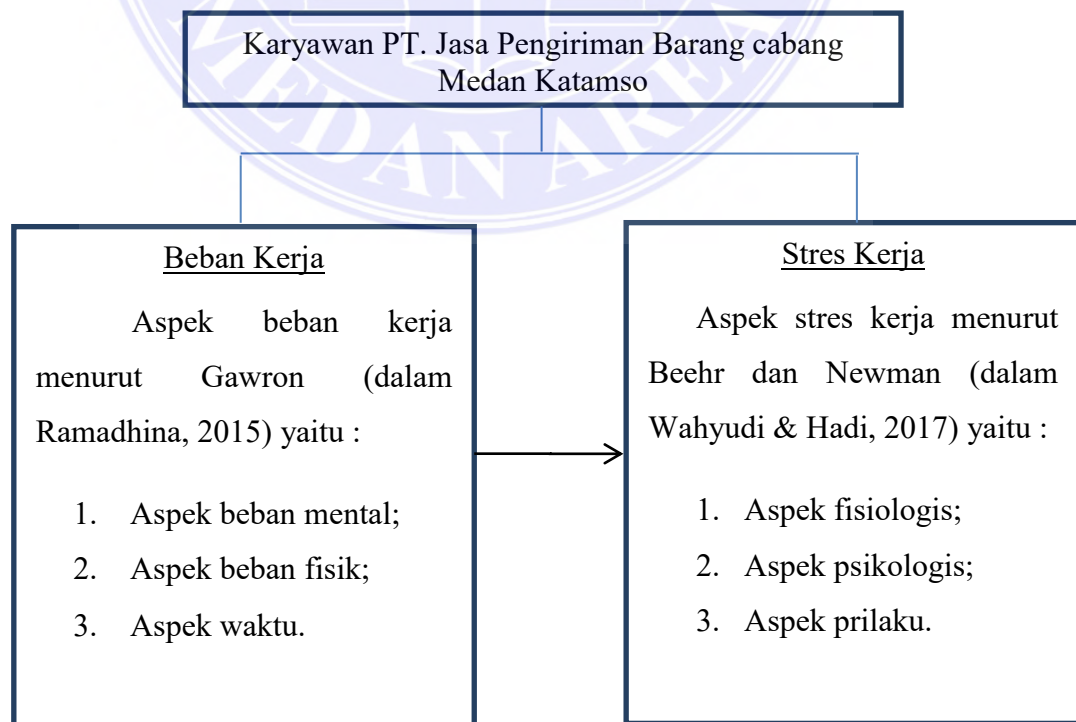 Karyawan PT. Jasa Pengiriman Barang cabang
Medan Katamso
MEDAN AREA
Beban Kerja
Aspek beban kerja
menurut Gawron (dalam
Ramadhina, 2015) yaitu :
1. Aspek beban mental;
2. Aspek beban fisik;
3. Aspek waktu.
Stres Kerja
Aspek stres kerja menurut
Beehr dan Newman (dalam
Wahyudi & Hadi, 2017) yaitu :
1. Aspek fisiologis;
2. Aspek psikologis;
3. Aspek prilaku.